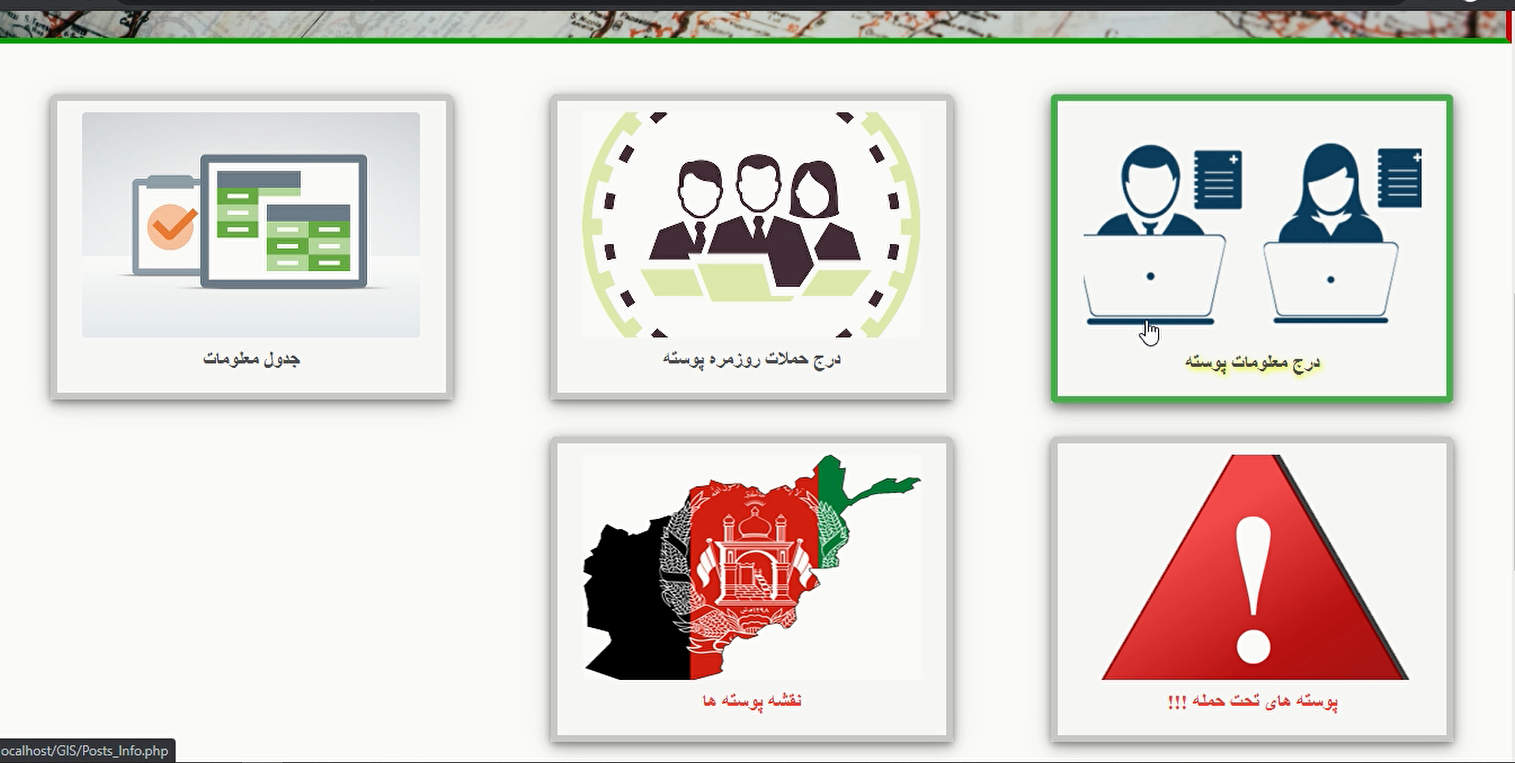 درج معلومات پوسته
درج حملات روزمره پوسته
جدول معلومات
پوسته های تحت حمله !!!
نقشه پوسته ها
ocalhost/GIS/Posts_Info.php